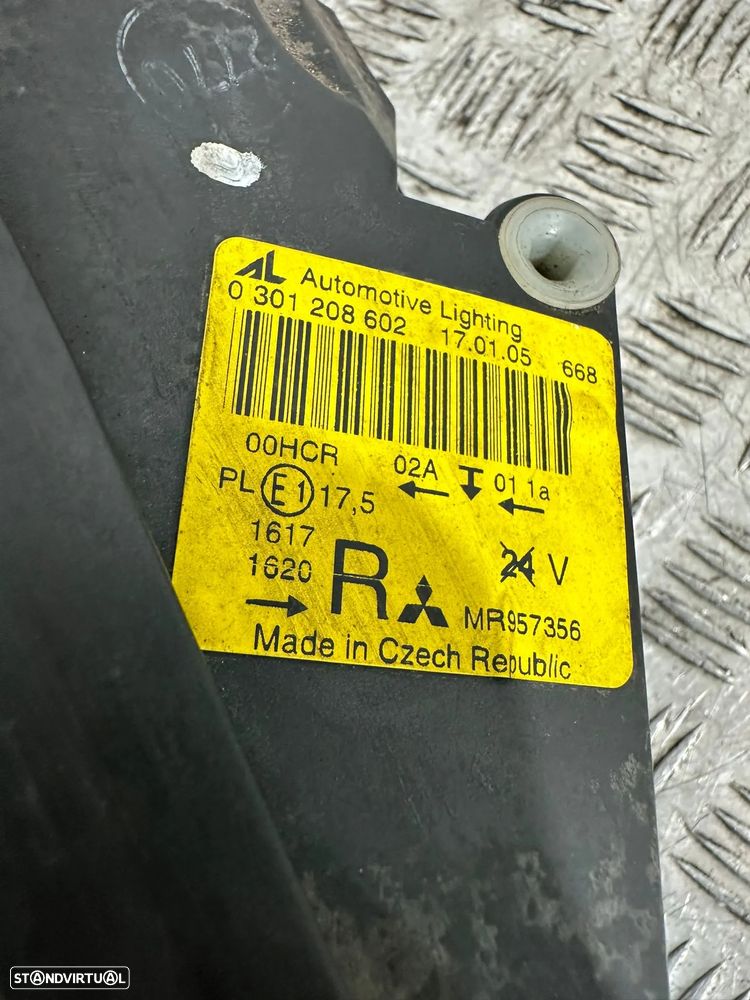 AL Automotive Lighting
0 301 208 602 17.01.05 668
00HCR 02A 01 1a
PL E1 17,5
1617
1620 R 24 V
MR957356
Made in Czech Republic
STANDVIRTUAL